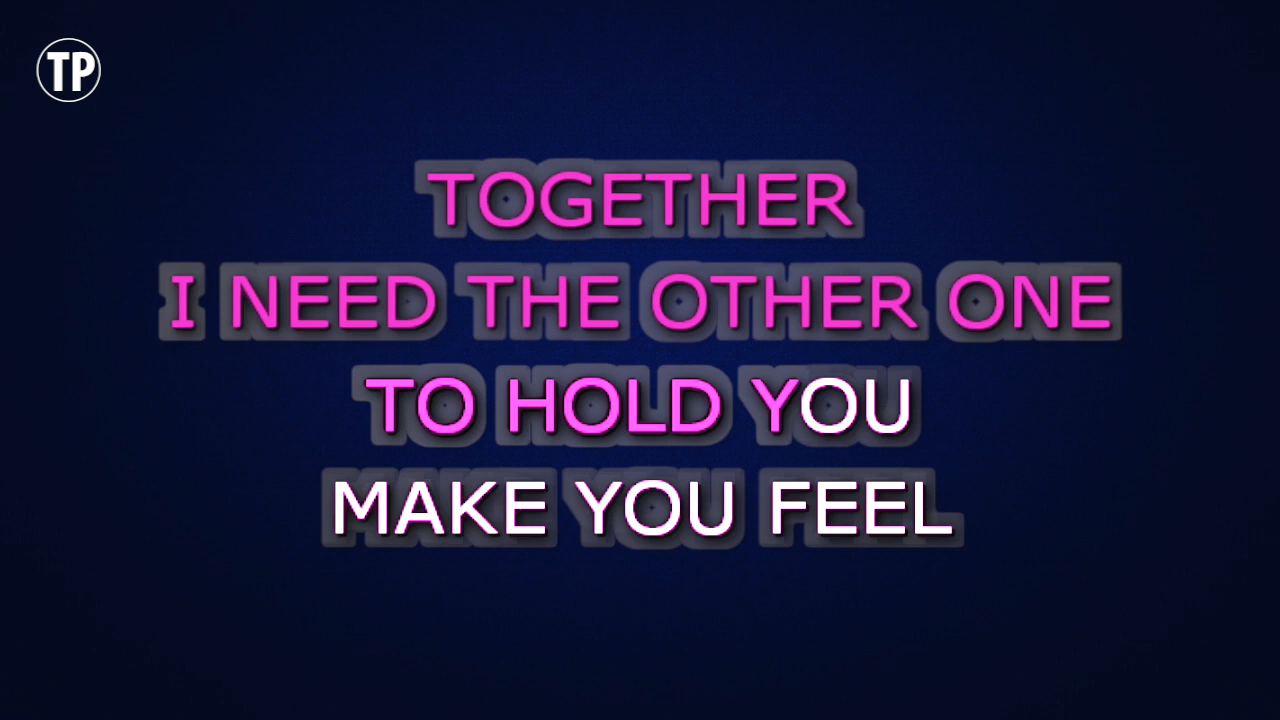 TP
TOGETHER
I NEED THE OTHER ONE
TO HOLD YOU
MAKE YOU FEEL